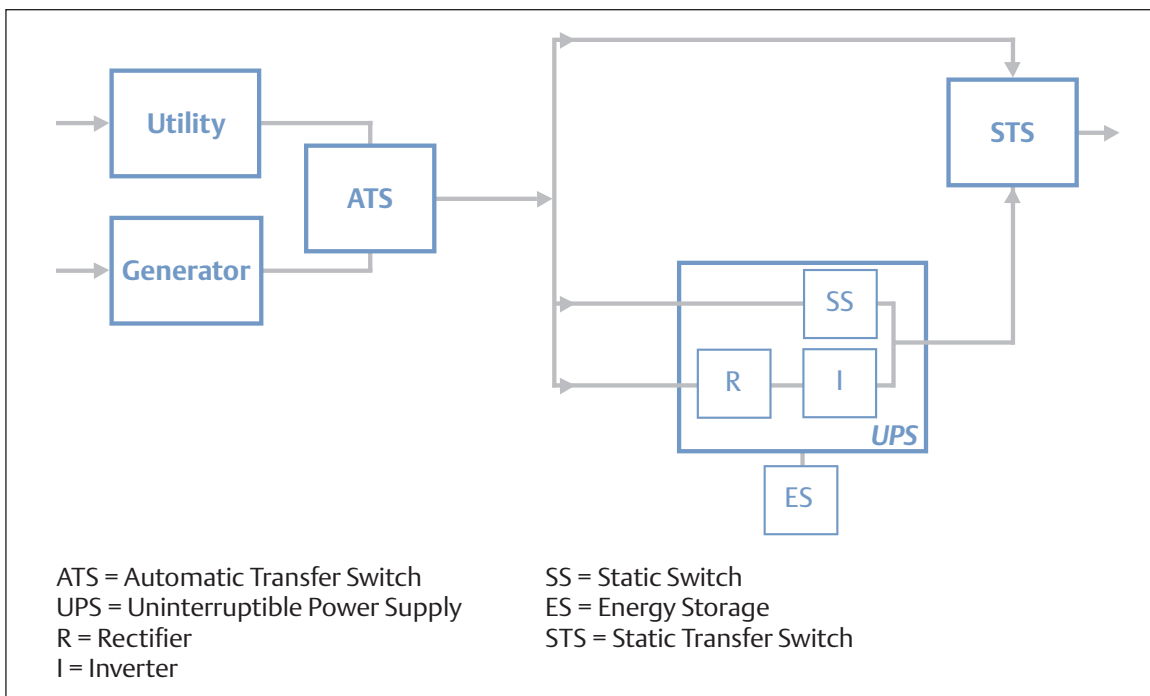 Utility
Generator
ATS
STS
SS
R
I
UPS
ES
ATS = Automatic Transfer Switch
UPS = Uninterruptible Power Supply
R = Rectifier
I = Inverter
SS = Static Switch
ES = Energy Storage
STS = Static Transfer Switch